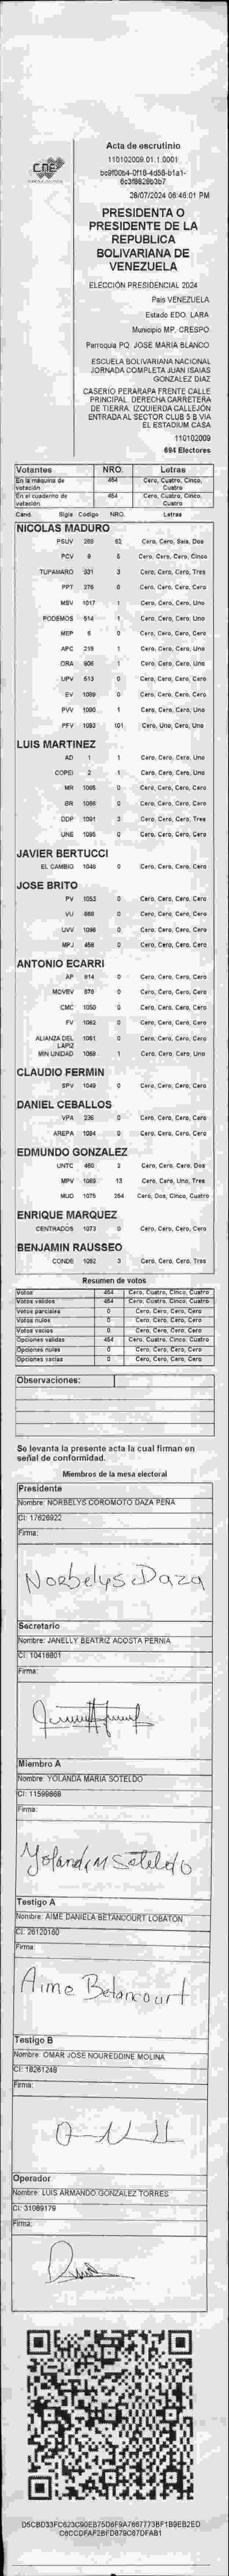 CNE
Acta de escrutinio
110102009.01.1.0001
28/07/2024 06:46:01 PM
PRESIDENTA O
PRESIDENTE DE LA
REPUBLICA
BOLIVARIANA DE
VENEZUELA
ELECCIÓN PRESIDENCIAL 2024
País VENEZUELA
Estado EDO. LARA
Municipio MP. CRESPO
Parroquia PQ. JOSE MARIA BLANCO
ESCUELA BOLIVARIANA NACIONAL
JORNADA COMPLETA JUAN ISAIAS
GONZALEZ DIAZ
CASERÍO PERARAPA FRENTE CALLE
PRINCIPAL. DERECHA CARRETERA
DE TIERRA. IZQUIERDA CALLEJÓN
ENTRADA AL SECTOR CLUB 5 B VIA
EL ESTADIUM CASA
110102009
694 Electores
Votantes NRO. Letras
En la máquina de votación 454 Cero, Cuatro, Cinco, Cuatro
En el cuaderno de votación 454 Cero, Cuatro, Cinco, Cuatro
Cand. Sigla Código NRO. Letras
NICOLAS MADURO
PSUV 289 62 Cero, Cero, Seis, Dos
PCV 9 5 Cero, Cero, Cero, Cinco
TUPAMARO 331 3 Cero, Cero, Cero, Tres
PPT 276 0 Cero, Cero, Cero, Cero
MSV 1017 1 Cero, Cero, Cero, Uno
PODEMOS 514 1 Cero, Cero, Cero, Uno
MEP 6 0 Cero, Cero, Cero, Cero
APC 219 1 Cero, Cero, Cero, Uno
ORA 906 1 Cero, Cero, Cero, Uno
UPV 513 0 Cero, Cero, Cero, Cero
EV 1089 0 Cero, Cero, Cero, Cero
PVV 1090 1 Cero, Cero, Cero, Uno
PFV 1093 101 Cero, Uno, Cero, Uno
LUIS MARTINEZ
AD 1 1 Cero, Cero, Cero, Uno
COPEI 2 1 Cero, Cero, Cero, Uno
MR 1005 0 Cero, Cero, Cero, Cero
BR 1066 0 Cero, Cero, Cero, Cero
DDP 1091 3 Cero, Cero, Cero, Tres
UNE 1095 0 Cero, Cero, Cero, Cero
JAVIER BERTUCCI
EL CAMBIO 1048 0 Cero, Cero, Cero, Cero
JOSE BRITO
PV 1053 0 Cero, Cero, Cero, Cero
VU 888 0 Cero, Cero, Cero, Cero
UVV 1096 0 Cero, Cero, Cero, Cero
MPJ 458 0 Cero, Cero, Cero, Cero
ANTONIO ECARRI
AP 914 0 Cero, Cero, Cero, Cero
MOVEV 870 0 Cero, Cero, Cero, Cero
CMC 1050 0 Cero, Cero, Cero, Cero
FV 1062 0 Cero, Cero, Cero, Cero
ALIANZA DEL LAPIZ 1061 0 Cero, Cero, Cero, Cero
MIN UNIDAD 1068 1 Cero, Cero, Cero, Uno
CLAUDIO FERMIN
SPV 1049 0 Cero, Cero, Cero, Cero
DANIEL CEBALLOS
VPA 236 0 Cero, Cero, Cero, Cero
AREPA 1094 0 Cero, Cero, Cero, Cero
EDMUNDO GONZALEZ
UNTC 460 2 Cero, Cero, Cero, Dos
MPV 1069 13 Cero, Cero, Uno, Tres
MUD 1075 254 Cero, Dos, Cinco, Cuatro
ENRIQUE MARQUEZ
CENTRADOS 1073 0 Cero, Cero, Cero, Cero
BENJAMIN RAUSSEO
CONDE 1092 3 Cero, Cero, Cero, Tres
Resumen de votos
Votos 454 Cero, Cuatro, Cinco, Cuatro
Votos válidos 454 Cero, Cuatro, Cinco, Cuatro
Votos parciales 0 Cero, Cero, Cero, Cero
Votos nulos 0 Cero, Cero, Cero, Cero
Votos vacíos 0 Cero, Cero, Cero, Cero
Opciones válidas 454 Cero, Cuatro, Cinco, Cuatro
Opciones nulas 0 Cero, Cero, Cero, Cero
Opciones vacías 0 Cero, Cero, Cero, Cero
Observaciones:
Se levanta la presente acta la cual firman en
señal de conformidad.
Miembros de la mesa electoral
Presidente
Nombre: NORBELYS COROMOTO DAZA PEÑA
CI: 17626922
Firma:
Norbelys Daza
Secretario
Nombre: JANELLY BEATRIZ ACOSTA PERNIA
CI: 10416801
Firma:
Miembro A
Nombre: YOLANDA MARIA SOTELDO
CI: 11599868
Firma:
Yolanda M Soteldo
Testigo A
Nombre: AIME DANIELA BETANCOURT LOBATON
CI: 26120160
Firma:
Aime Betancourt
Testigo B
Nombre: OMAR JOSE NOUREDDINE MOLINA
CI: 18261248
Firma:
Operador
Nombre: LUIS ARMANDO GONZALEZ TORRES
CI: 31089179
Firma: